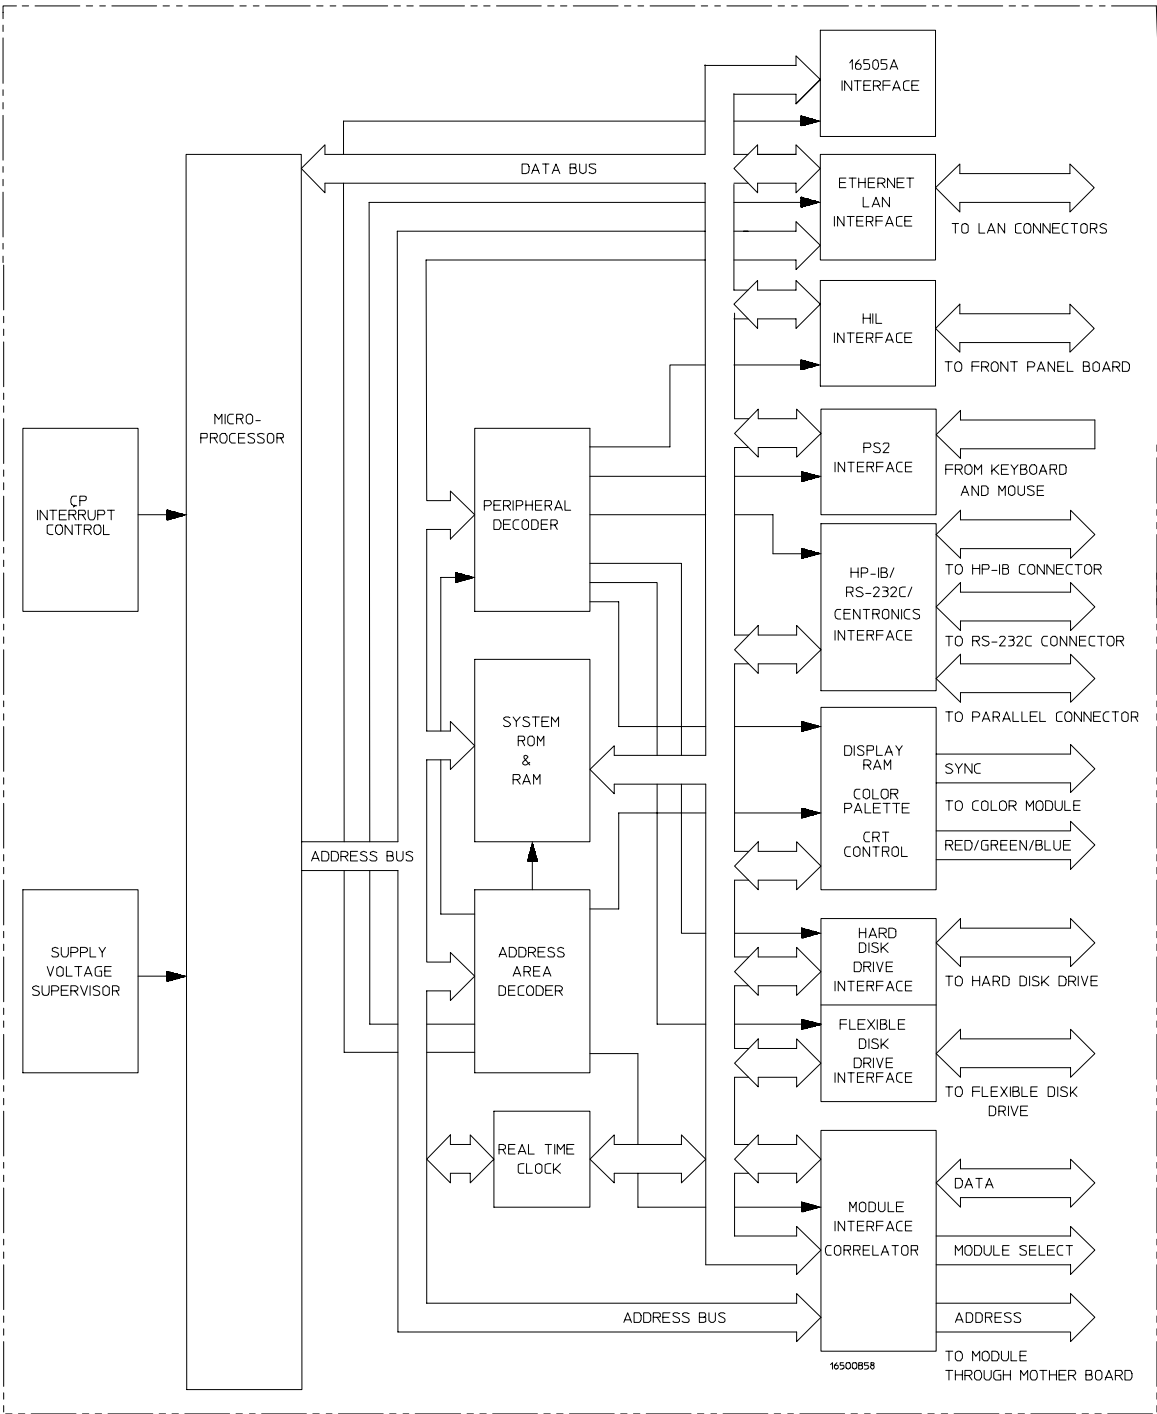 16505A
INTERFACE
DATA BUS
ETHERNET
LAN
INTERFACE
TO LAN CONNECTORS
HIL
INTERFACE
TO FRONT PANEL BOARD
MICRO-
PROCESSOR
PS2
INTERFACE
FROM KEYBOARD
AND MOUSE
ÇP
INTERRUPT
CONTROL
PERIPHERAL
DECODER
HP-IB/
RS-232C/
CENTRONICS
INTERFACE
TO HP-IB CONNECTOR
TO RS-232C CONNECTOR
TO PARALLEL CONNECTOR
SYSTEM
ROM
&
RAM
DISPLAY
RAM
COLOR
PALETTE
CRT
CONTROL
SYNC
TO COLOR MODULE
RED/GREEN/BLUE
ADDRESS BUS
SUPPLY
VOLTAGE
SUPERVISOR
ADDRESS
AREA
DECODER
HARD
DISK
DRIVE
INTERFACE
TO HARD DISK DRIVE
FLEXIBLE
DISK
DRIVE
INTERFACE
TO FLEXIBLE DISK
DRIVE
REAL TIME
CLOCK
MODULE
INTERFACE
CORRELATOR
DATA
MODULE SELECT
ADDRESS BUS
ADDRESS
16500B58
TO MODULE
THROUGH MOTHER BOARD